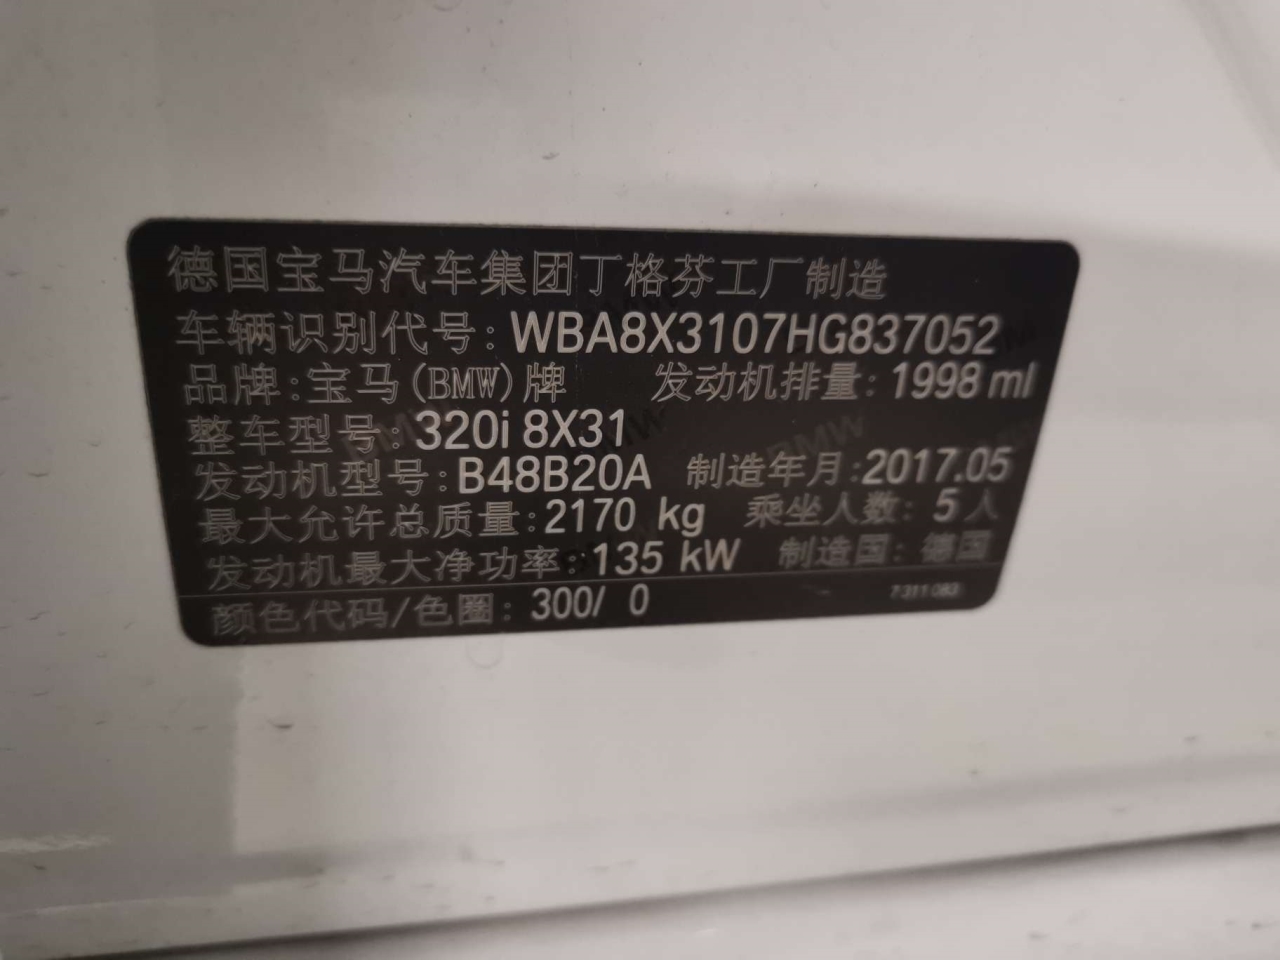 德国宝马汽车集团丁格芬工厂制造
车辆识别代号: WBA8X3107HG837052
品牌:宝马(BMW)牌 发动机排量: 1998 ml
整车型号: 320i 8X31
发动机型号: B48B20A 制造年月:2017.05
最大允许总质量:2170 kg 乘坐人数: 5人
发动机最大净功率:135 kW 制造国: 德国
颜色代码/色圈: 300/ 0 7 311 083